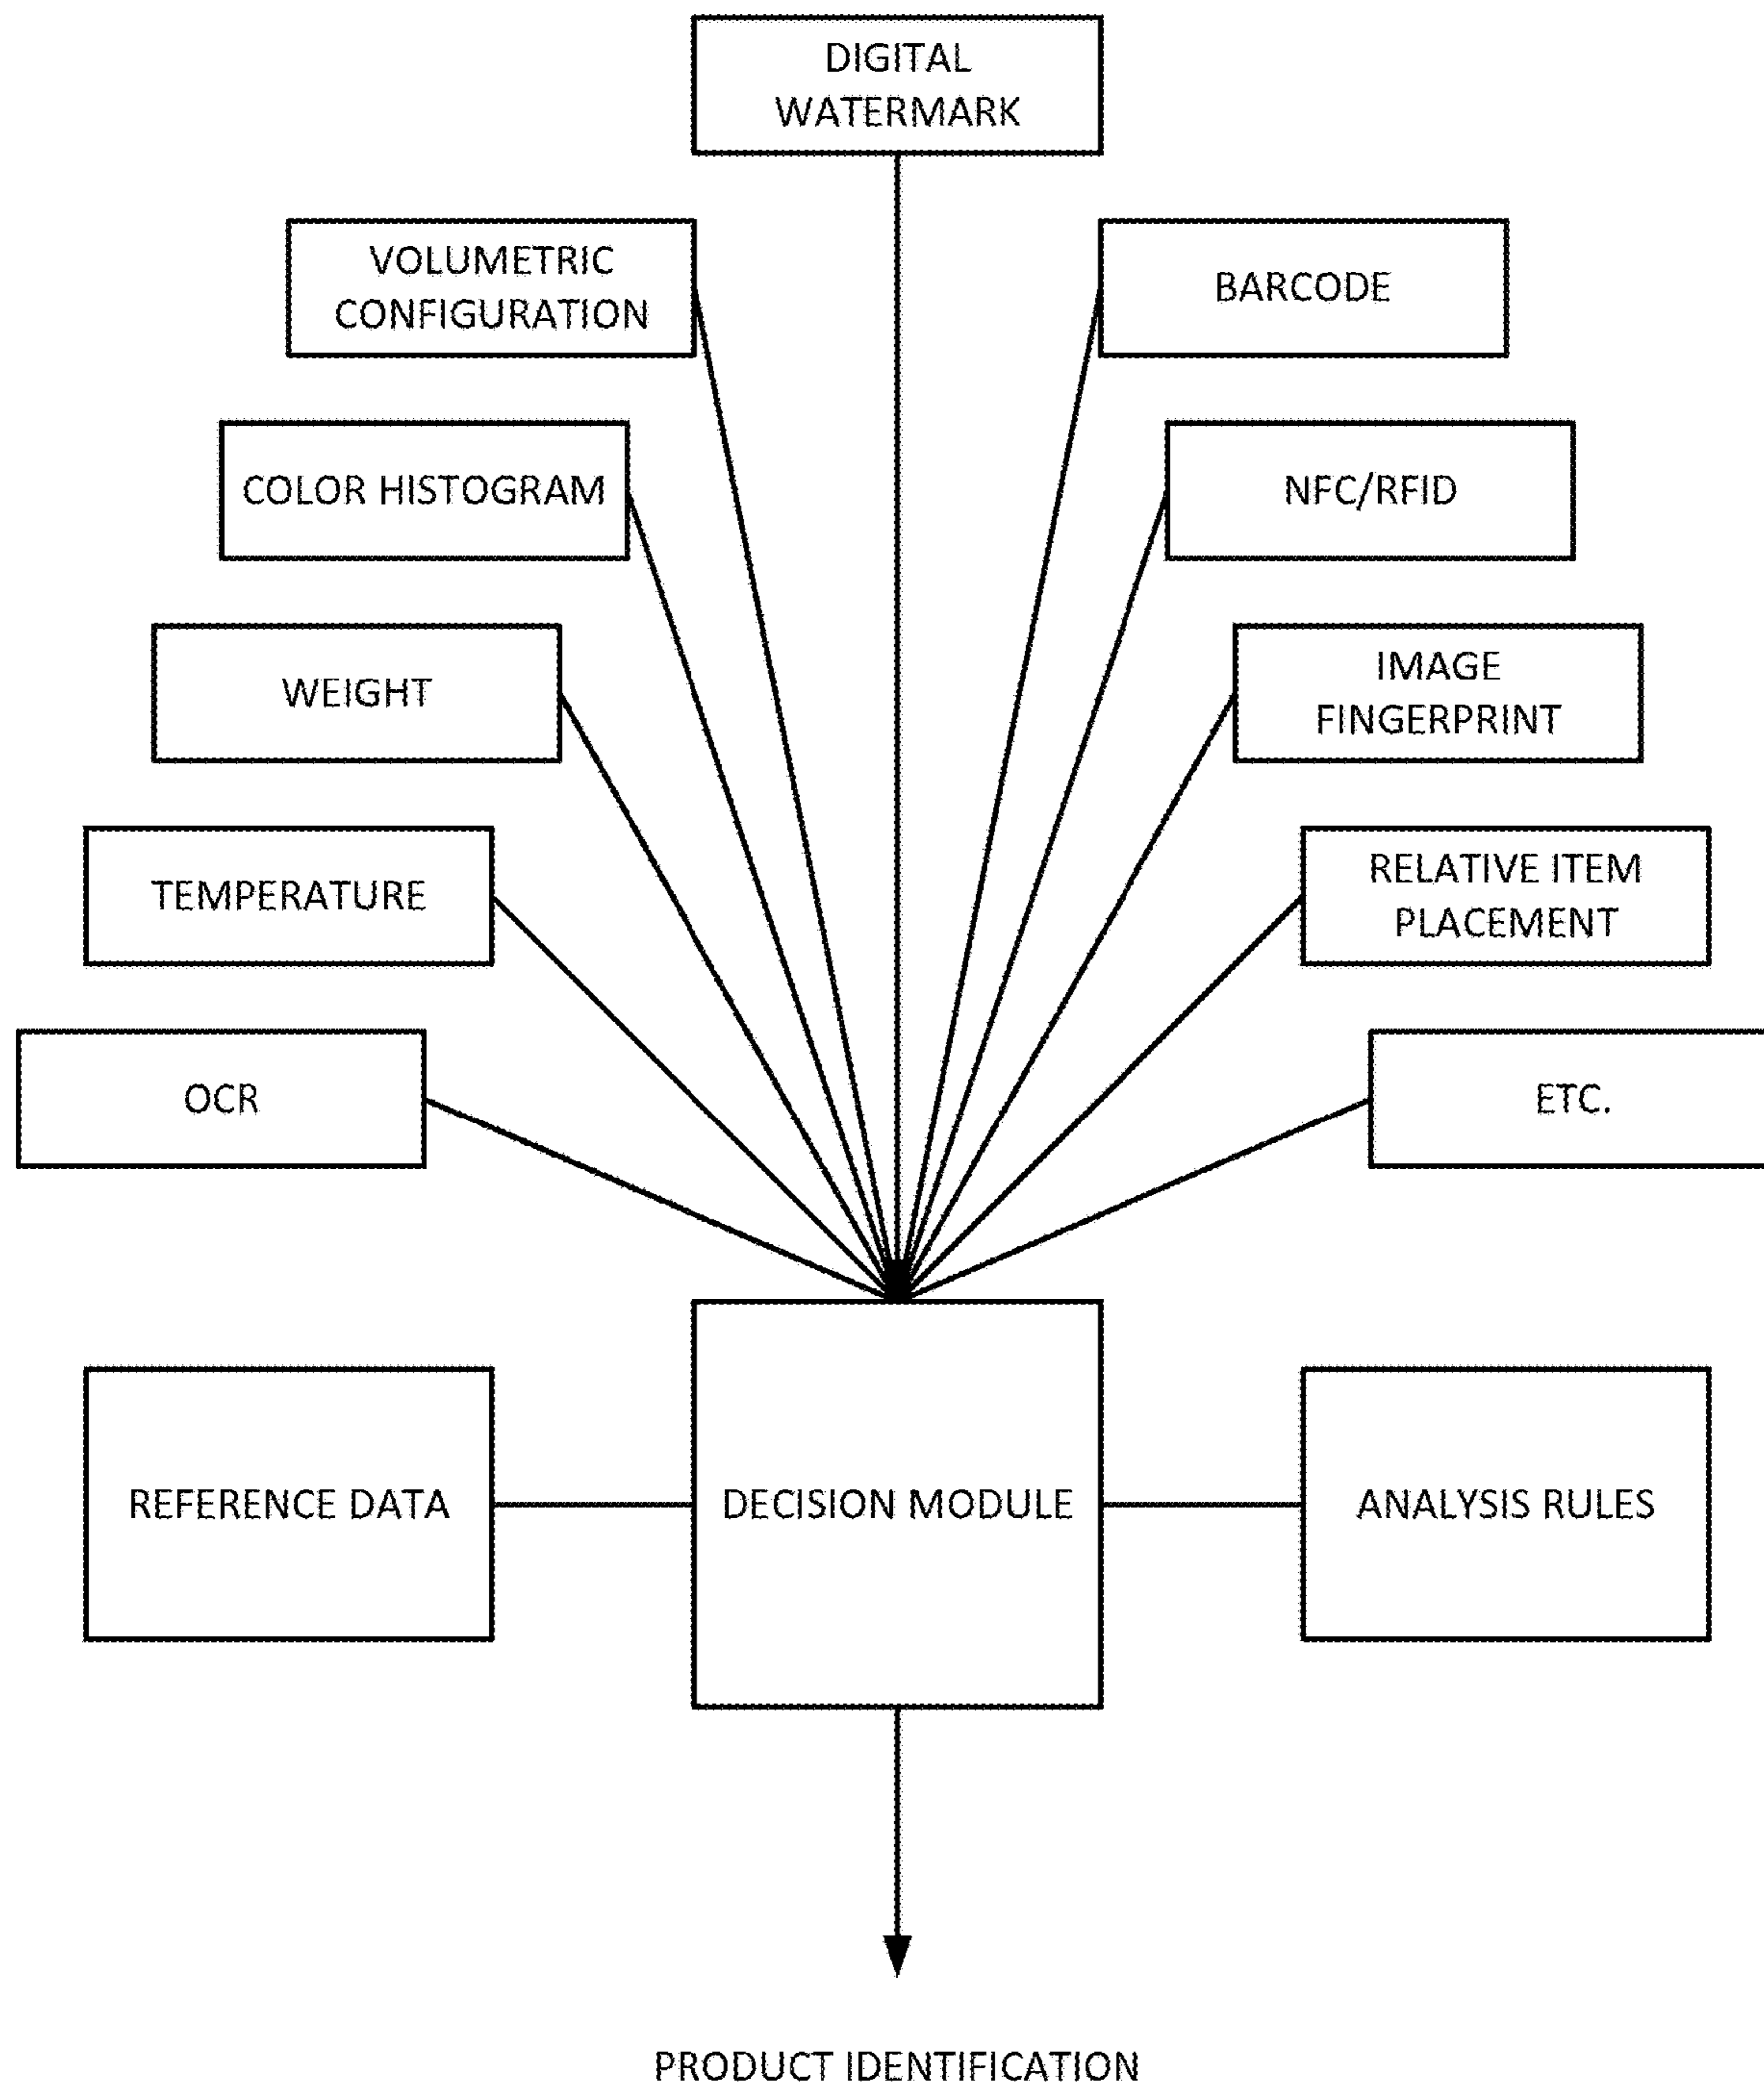 DIGITAL
WATERMARK
VOLUMETRIC
CONFIGURATION
BARCODE
COLOR HISTOGRAM
NFC/RFID
WEIGHT
IMAGE
FINGERPRINT
TEMPERATURE
RELATIVE ITEM
PLACEMENT
OCR
ETC.
REFERENCE DATA
DECISION MODULE
ANALYSIS RULES
PRODUCT IDENTIFICATION